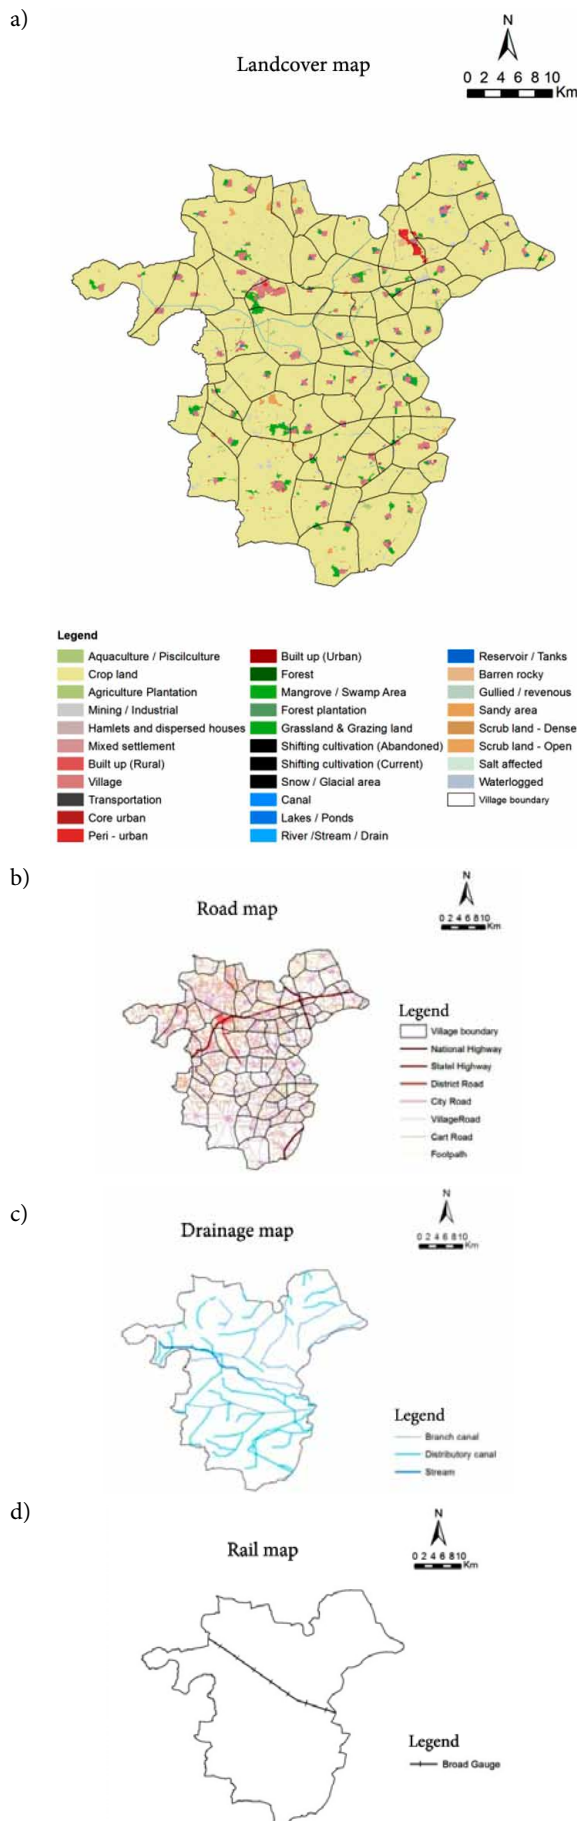 a)
N
Landcover map
0 2 4 6 8 10
Km
Legend
Aquaculture / Piscilculture
Crop land
Agriculture Plantation
Mining / Industrial
Hamlets and dispersed houses
Mixed settlement
Built up (Rural)
Village
Transportation
Core urban
Peri - urban
Built up (Urban)
Forest
Mangrove / Swamp Area
Forest plantation
Grassland & Grazing land
Shifting cultivation (Abandoned)
Shifting cultivation (Current)
Snow / Glacial area
Canal
Lakes / Ponds
River /Stream / Drain
Reservoir / Tanks
Barren rocky
Gullied / revenous
Sandy area
Scrub land - Dense
Scrub land - Open
Salt affected
Waterlogged
Village boundary
b)
N
Road map
0 2 4 6 8 10
Km
Legend
Village boundary
National Highway
Statel Highway
District Road
City Road
VillageRoad
Cart Road
Footpath
c)
N
Drainage map
0 2 4 6 8 10
Km
Legend
Branch canal
Distributory canal
Stream
d)
N
Rail map
0 2 4 6 8 10
Km
Legend
Broad Gauge